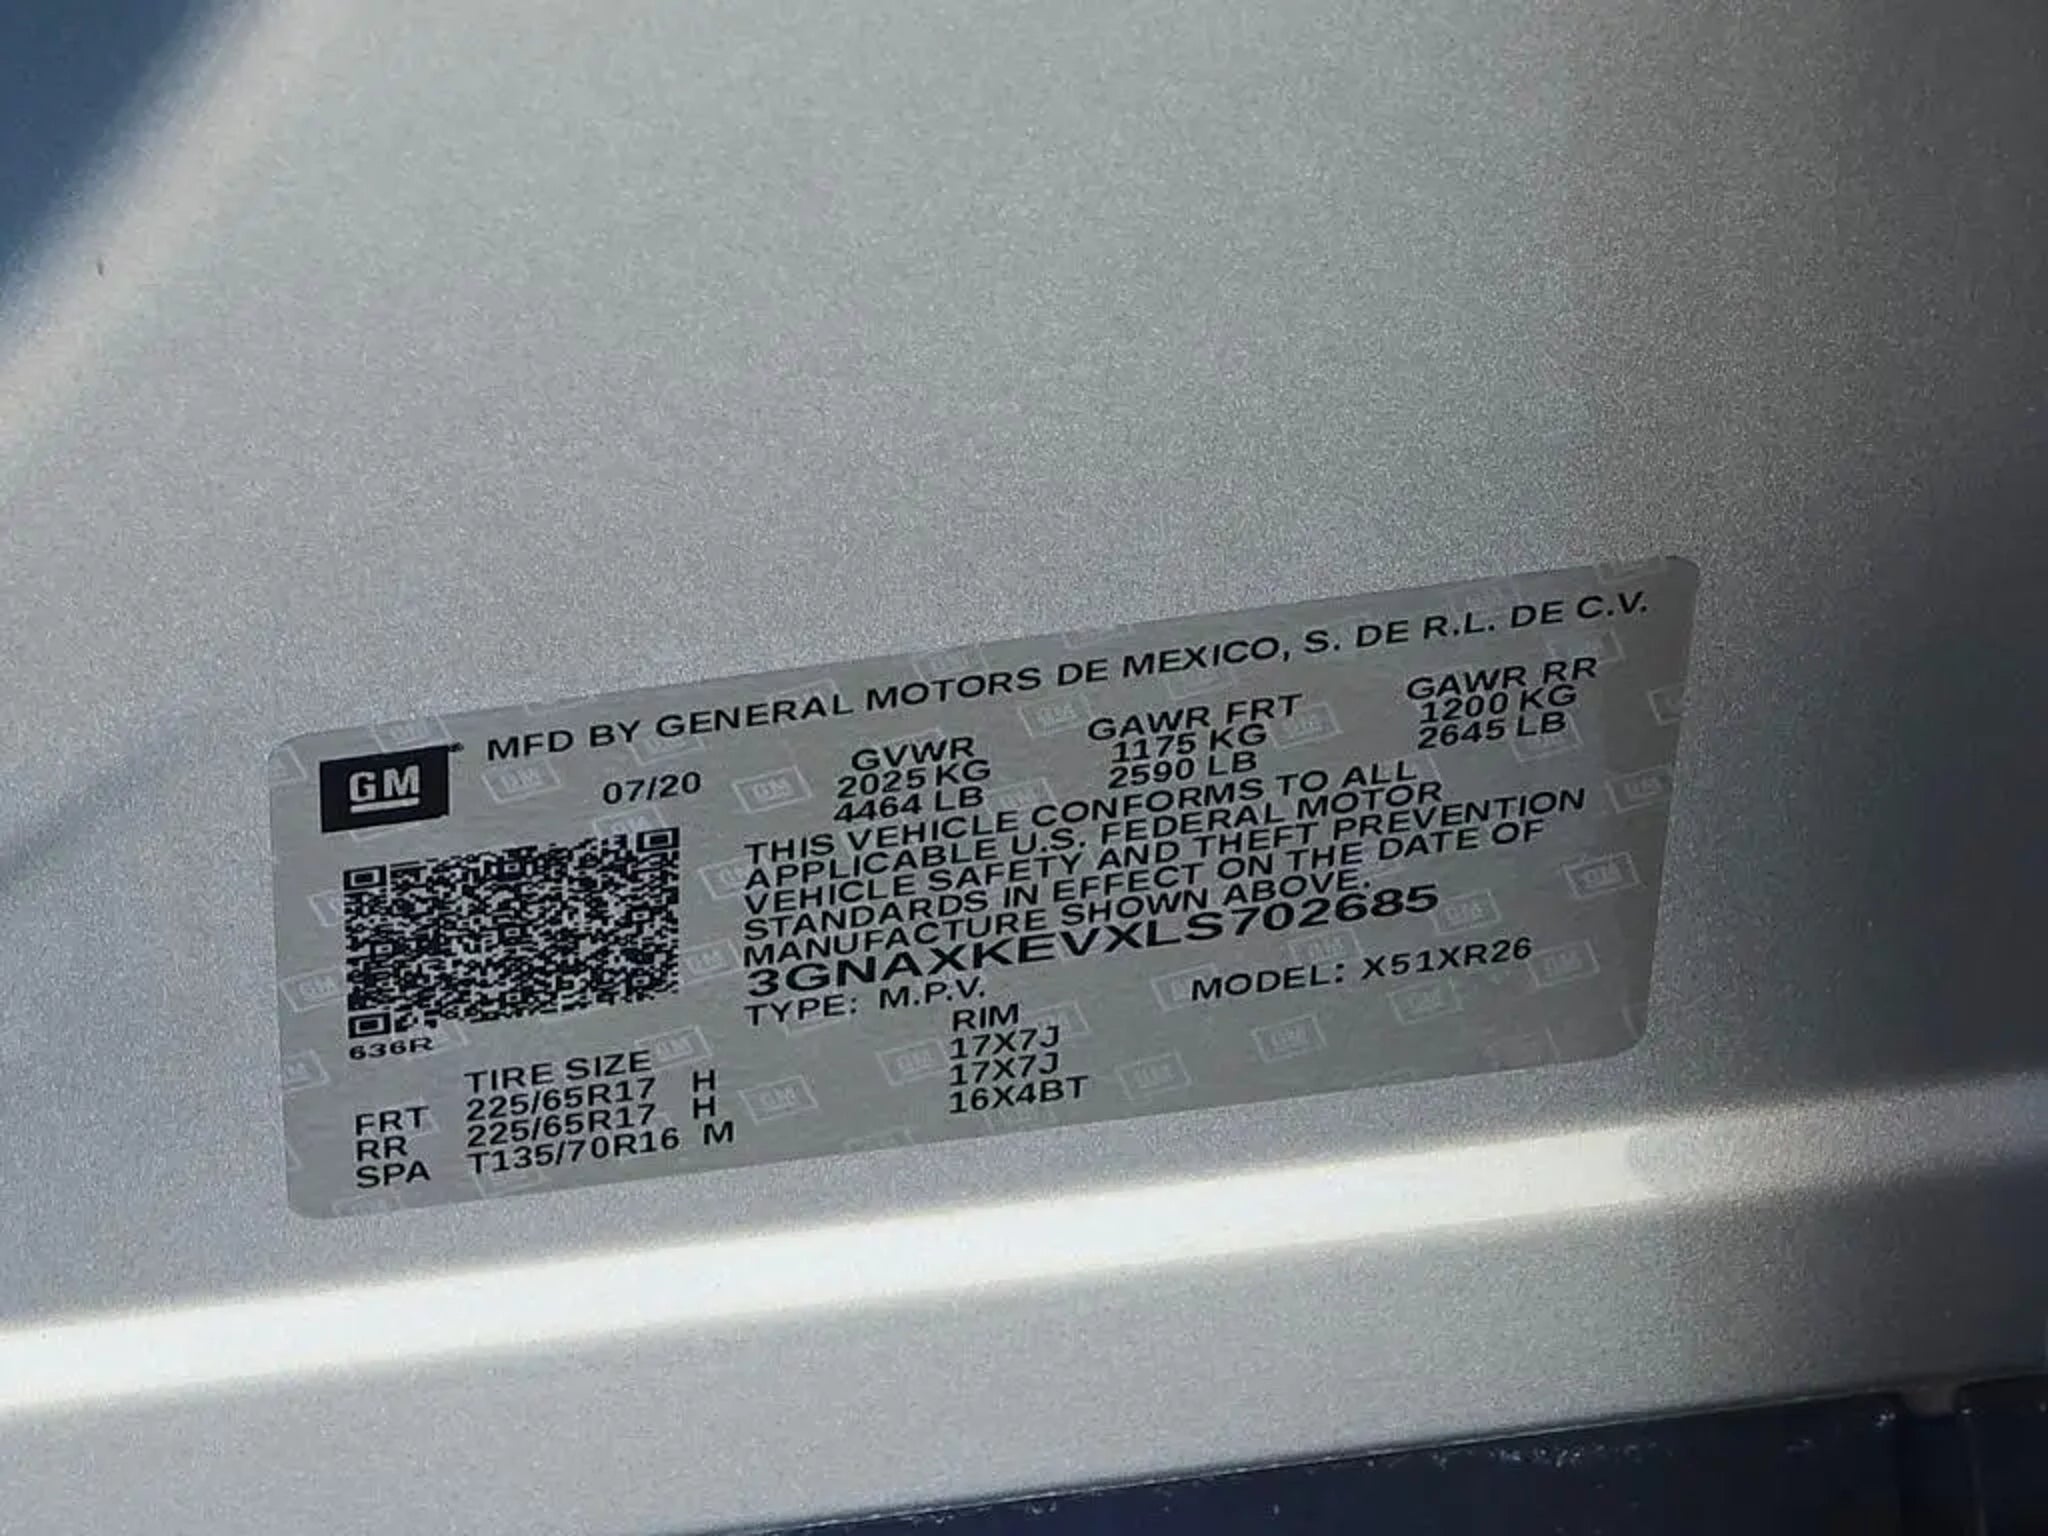 GM
MFD BY GENERAL MOTORS DE MEXICO, S. DE R.L. DE C.V.
07/20
GVWR
2025 KG
4464 LB
GAWR FRT
1175 KG
2590 LB
GAWR RR
1200 KG
2645 LB
THIS VEHICLE CONFORMS TO ALL
APPLICABLE U.S. FEDERAL MOTOR
VEHICLE SAFETY AND THEFT PREVENTION
STANDARDS IN EFFECT ON THE DATE OF
MANUFACTURE SHOWN ABOVE.
3GNAXKEVXLS702685
TYPE: M.P.V. MODEL: X51XR26
636R
TIRE SIZE RIM
FRT 225/65R17 H 17X7J
RR 225/65R17 H 17X7J
SPA T135/70R16 M 16X4BT